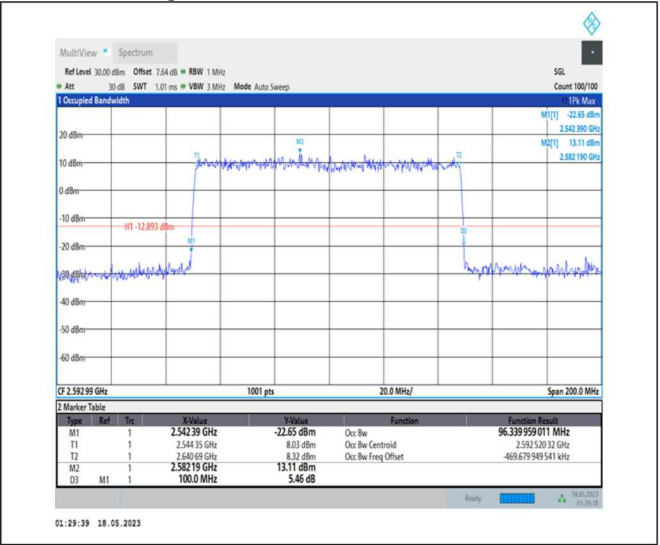 MultiView Spectrum
Ref Level 30.00 dBm Offset 7.64 dB RBW 1 MHz SGL
Att 30 dB SWT 1.01 ms VBW 3 MHz Mode Auto Sweep Count 100/100
1 Occupied Bandwidth 1Pk Max
M1[1] -22.65 dBm
2.542 390 GHz
20 dBm
M2[1] 13.11 dBm
2.582 190 GHz
M2
T1 T2
10 dBm
0 dBm
-10 dBm
H1 -12.893 dBm
D3
M1
-20 dBm
-30 dBm
-40 dBm
-50 dBm
-60 dBm
CF 2.592 99 GHz 1001 pts 20.0 MHz/ Span 200.0 MHz
2 Marker Table
Type Ref Trc X-Value Y-Value Function Function Result
M1 1 2.542 39 GHz -22.65 dBm Occ Bw 96.339 959 011 MHz
T1 1 2.544 35 GHz 8.03 dBm Occ Bw Centroid 2.592 520 32 GHz
T2 1 2.640 69 GHz 8.32 dBm Occ Bw Freq Offset -469.679 949 541 kHz
M2 1 2.582 19 GHz 13.11 dBm
D3 M1 1 100.0 MHz 5.46 dB
Ready 18.05.2023
01:29:38
01:29:39 18.05.2023